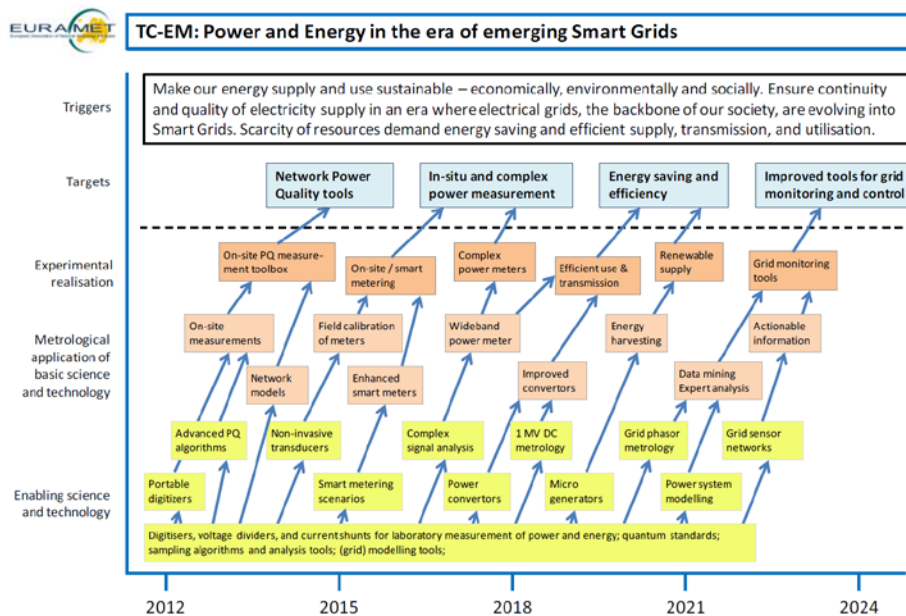 EURAMET
TC-EM: Power and Energy in the era of emerging Smart Grids
Triggers
Make our energy supply and use sustainable – economically, environmentally and socially. Ensure continuity
and quality of electricity supply in an era where electrical grids, the backbone of our society, are evolving into
Smart Grids. Scarcity of resources demand energy saving and efficient supply, transmission, and utilisation.
Targets
Network Power
Quality tools
In-situ and complex
power measurement
Energy saving and
efficiency
Improved tools for grid
monitoring and control
Experimental
realisation
On-site PQ measure-
ment toolbox
On-site / smart
metering
Complex
power meters
Efficient use &
transmission
Renewable
supply
Grid monitoring
tools
Metrological
application of
basic science
and technology
On-site
measurements
Field calibration
of meters
Wideband
power meter
Energy
harvesting
Actionable
information
Network
models
Enhanced
smart meters
Improved
convertors
Data mining
Expert analysis
Enabling science
and technology
Advanced PQ
algorithms
Non-invasive
transducers
Complex
signal analysis
1 MV DC
metrology
Grid phasor
metrology
Grid sensor
networks
Portable
digitizers
Smart metering
scenarios
Power
convertors
Micro
generators
Power system
modelling
Digitisers, voltage dividers, and current shunts for laboratory measurement of power and energy; quantum standards;
sampling algorithms and analysis tools; (grid) modelling tools;
2012
2015
2018
2021
2024